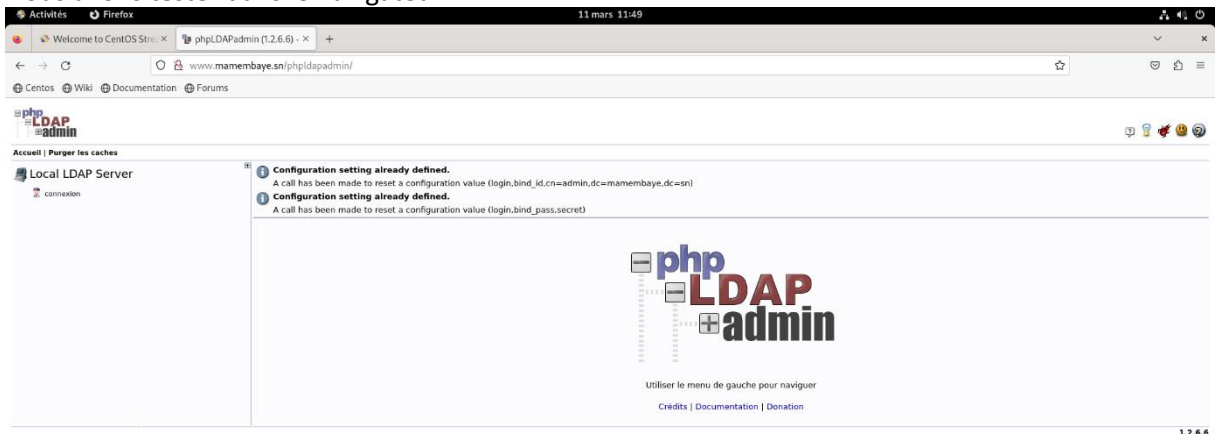 Activités Firefox 11 mars 11:49
Welcome to CentOS Stre phpLDAPadmin (1.2.6.6) -
www.mamembaye.sn/phpldapadmin/
Centos Wiki Documentation Forums
php
LDAP
admin
Accueil | Purger les caches
Local LDAP Server
connexion
Configuration setting already defined.
A call has been made to reset a configuration value (login,bind_id,cn=admin,dc=mamembaye,dc=sn)
Configuration setting already defined.
A call has been made to reset a configuration value (login,bind_pass,secret)
php
LDAP
admin
Utiliser le menu de gauche pour naviguer
Crédits | Documentation | Donation
1.2.6.6